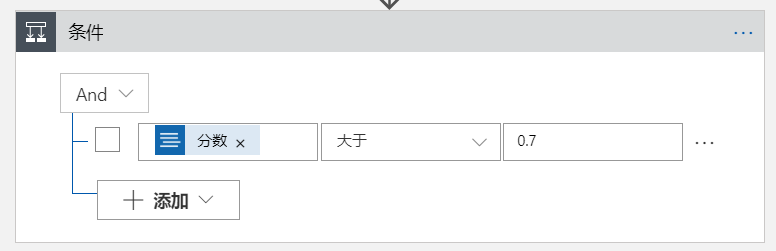 条件
And
分数 × 大于 0.7
添加